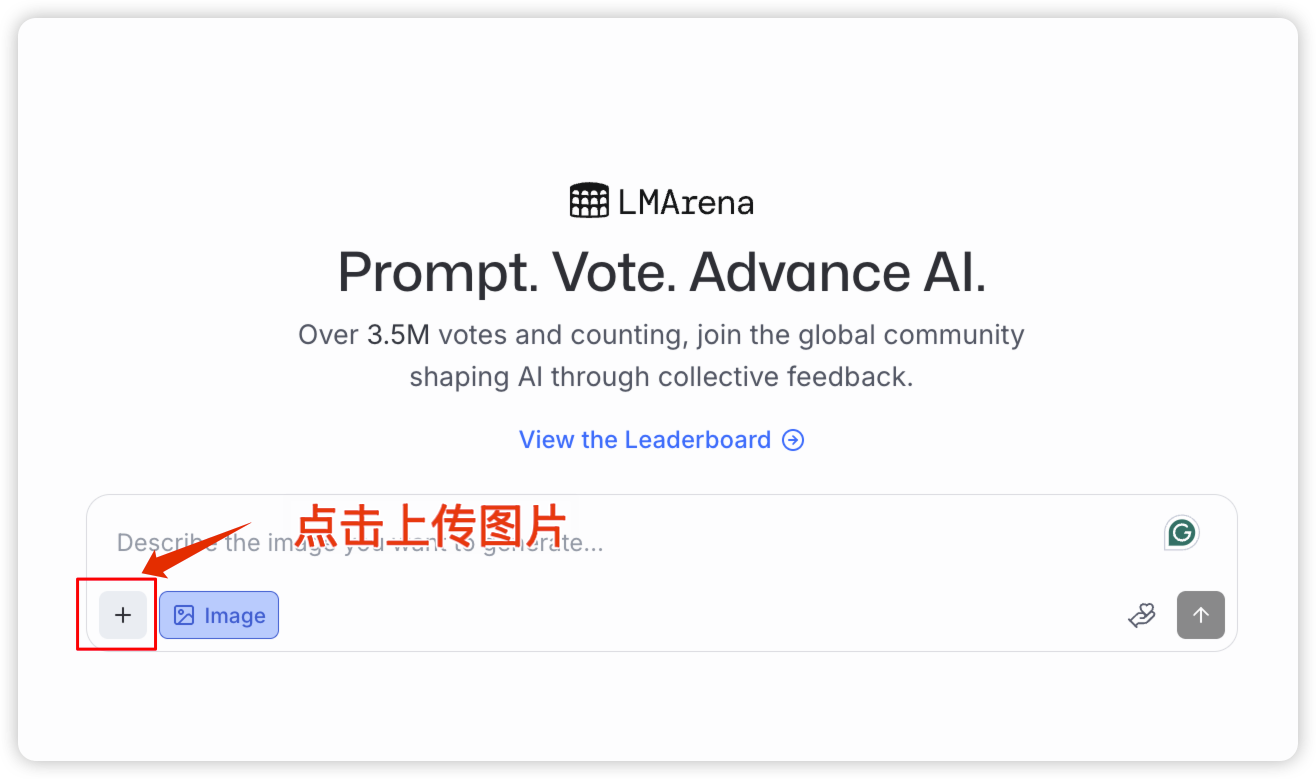 LMArena
Prompt. Vote. Advance AI.
Over 3.5M votes and counting, join the global community
shaping AI through collective feedback.
View the Leaderboard
点击上传图片
Describe the image you want to generate...
Image